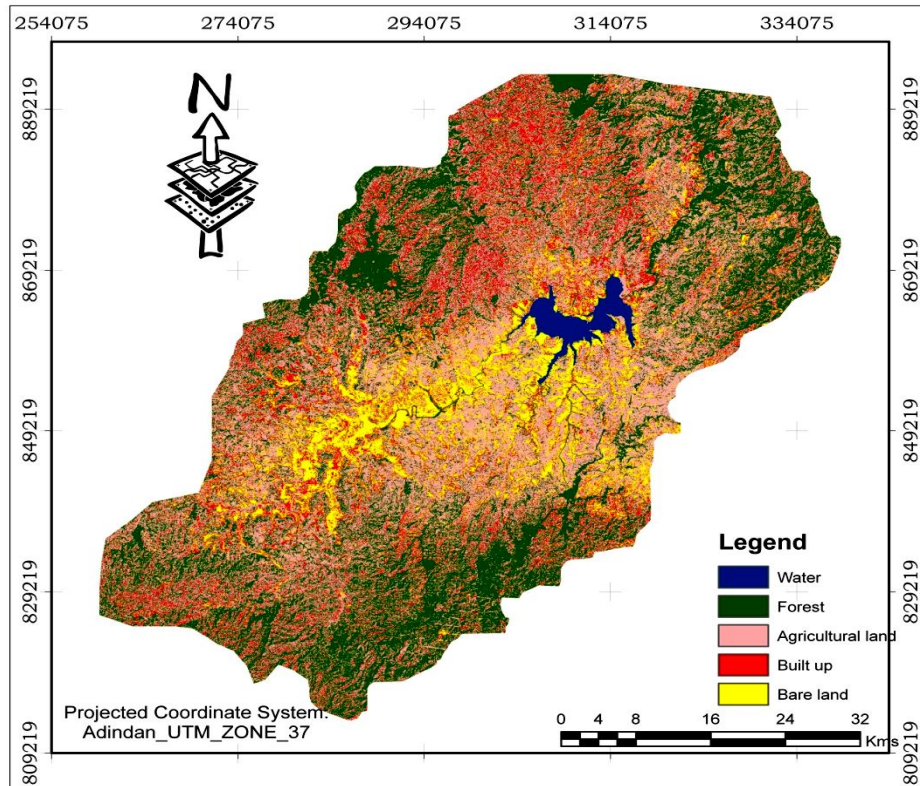 254075 274075 294075 314075 334075
N
889219 889219
869219 869219
849219 849219
829219 829219
809219 809219
Legend
Water
Forest
Agricultural land
Built up
Bare land
Projected Coordinate System:
Adindan_UTM_ZONE_37
0 4 8 16 24 32
Kms